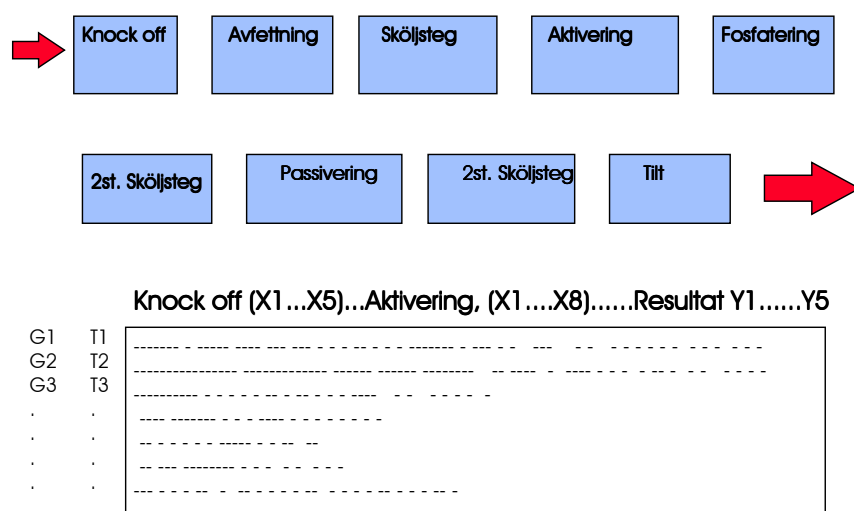 Knock off Avfettning Sköljsteg Aktivering Fosfatering
2st. Sköljsteg Passivering 2st. Sköljsteg Tilt
Knock off (X1...X5)...Aktivering, (X1....X8)......Resultat Y1......Y5
G1 T1
G2 T2
G3 T3
. .
. .
. .
. .